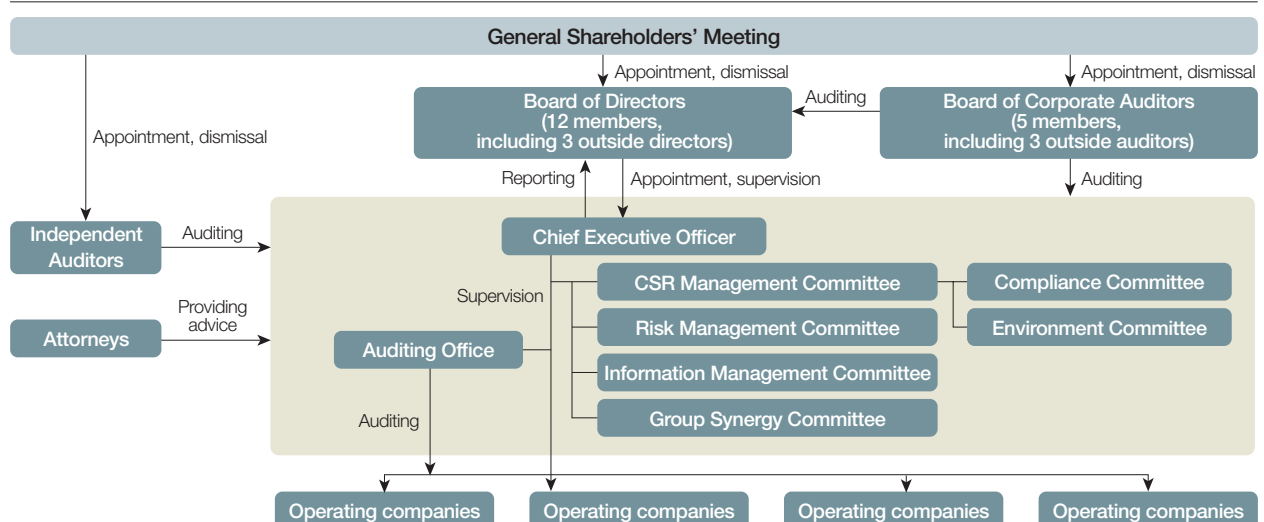 General Shareholders' Meeting
Appointment, dismissal
Appointment, dismissal
Board of Directors
(12 members,
including 3 outside directors)
Auditing
Board of Corporate Auditors
(5 members,
including 3 outside auditors)
Appointment, dismissal
Reporting
Appointment, supervision
Auditing
Independent
Auditors
Auditing
Chief Executive Officer
Supervision
CSR Management Committee
Compliance Committee
Providing
advice
Attorneys
Risk Management Committee
Environment Committee
Auditing Office
Information Management Committee
Auditing
Group Synergy Committee
Operating companies
Operating companies
Operating companies
Operating companies